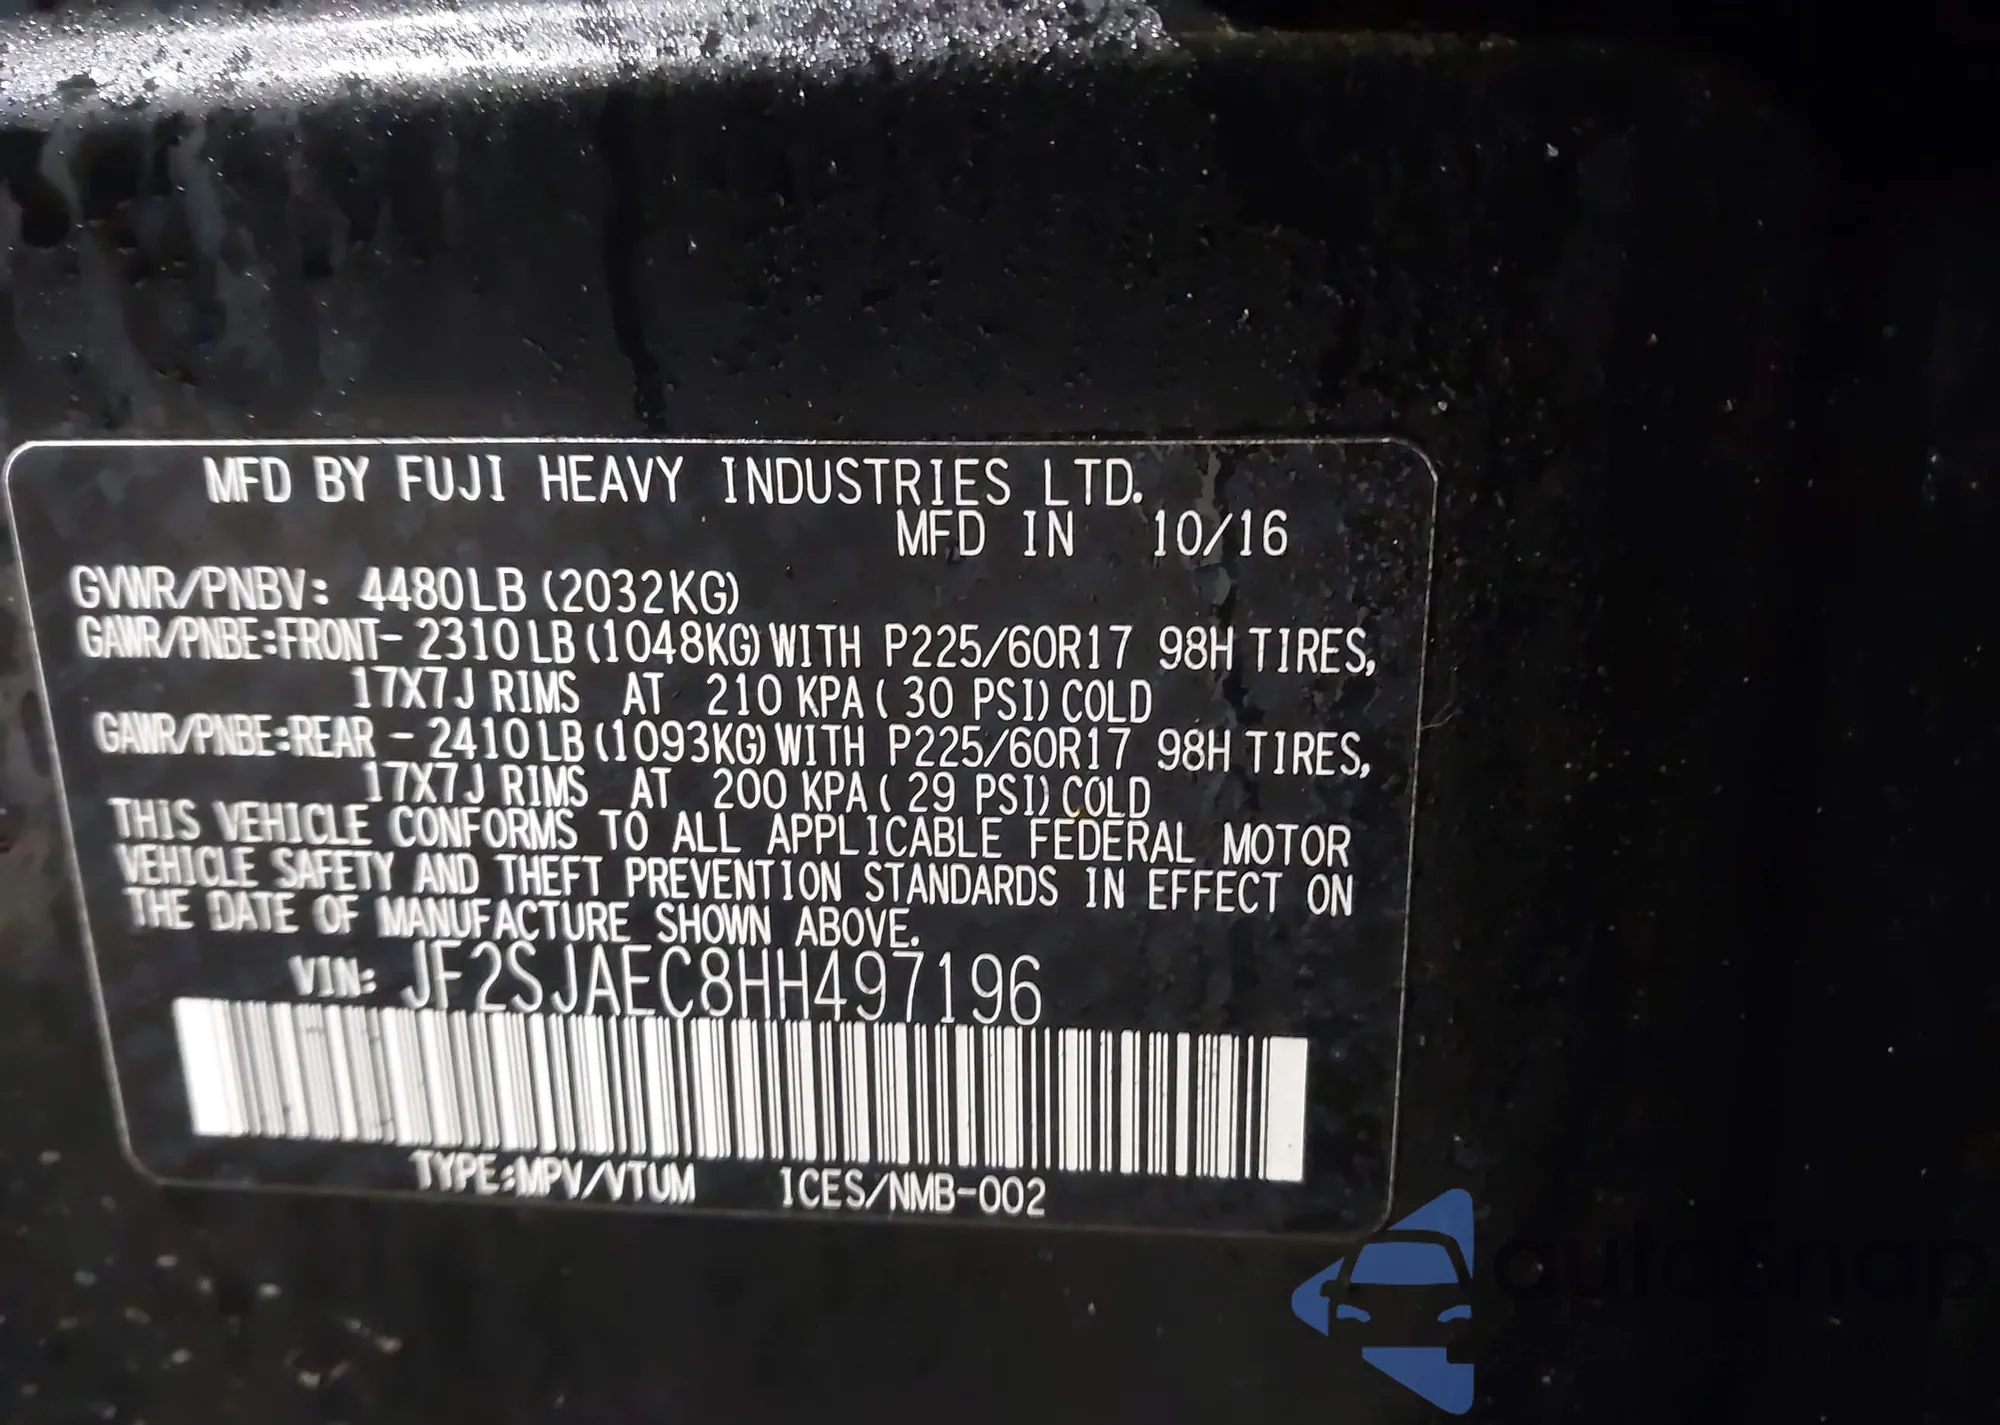 MFD BY FUJI HEAVY INDUSTRIES LTD.
MFD IN 10/16
GVWR/PNBV: 4480LB (2032KG)
GAWR/PNBE:FRONT- 2310LB (1048KG) WITH P225/60R17 98H TIRES,
17X7J RIMS AT 210 KPA ( 30 PSI) COLD
GAWR/PNBE:REAR - 2410LB (1093KG) WITH P225/60R17 98H TIRES,
17X7J RIMS AT 200 KPA ( 29 PSI) COLD
THIS VEHICLE CONFORMS TO ALL APPLICABLE FEDERAL MOTOR
VEHICLE SAFETY AND THEFT PREVENTION STANDARDS IN EFFECT ON
THE DATE OF MANUFACTURE SHOWN ABOVE.
VIN: JF2SJAEC8HH497196
TYPE:MPV/VTUM ICES/NMB-002